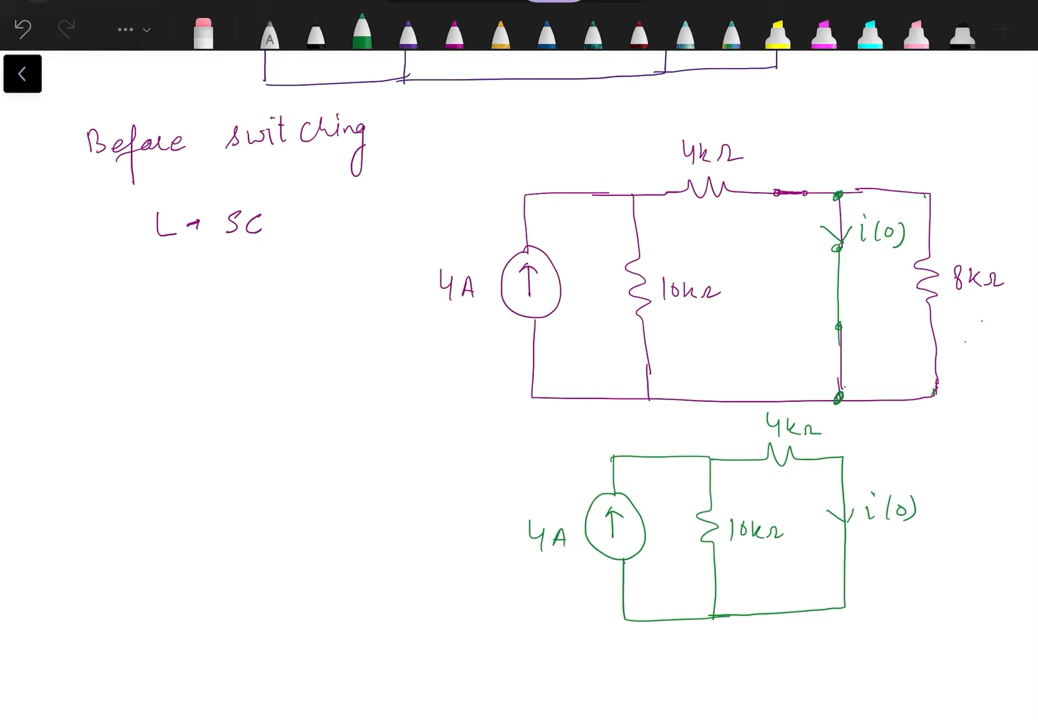 A
Before switching
L → SC
4kΩ
i(0)
4A
10kΩ
8kΩ
4kΩ
4A
10kΩ
i(0)